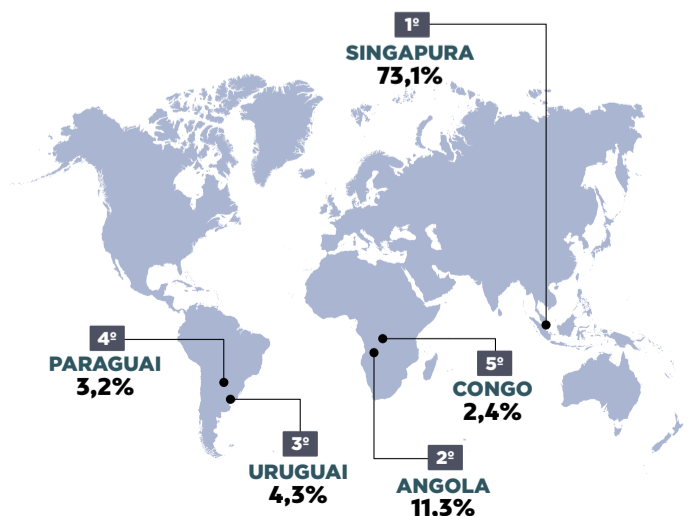 1º
SINGAPURA
73,1%
4º
PARAGUAI
3,2%
5º
CONGO
2,4%
3º
URUGUAI
4,3%
2º
ANGOLA
11,3%